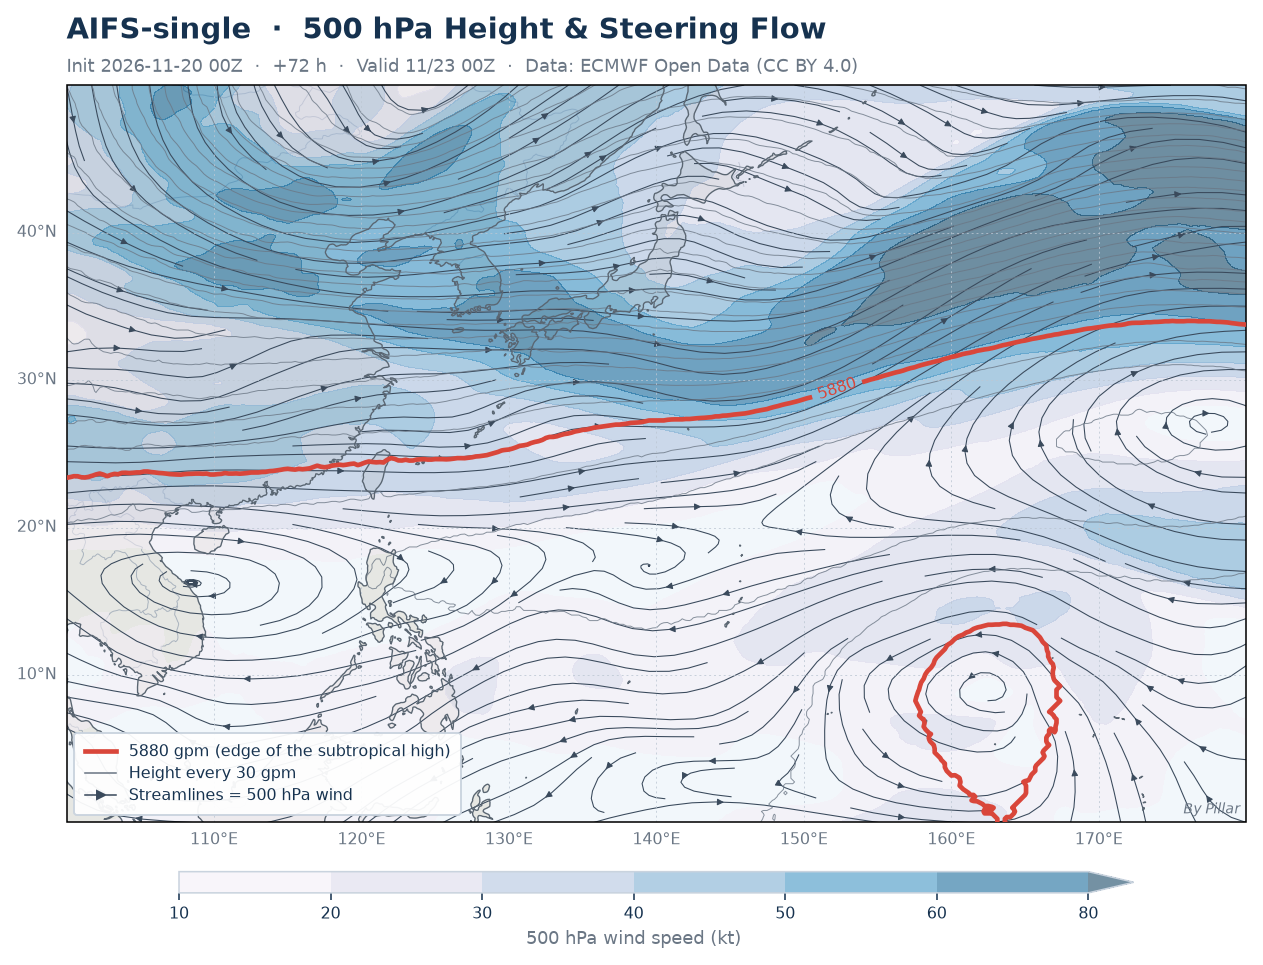 AIFS-single · 500 hPa Height & Steering Flow
Init 2026-11-20 00Z · +72 h · Valid 11/23 00Z · Data: ECMWF Open Data (CC BY 4.0)
40°N
30°N
20°N
10°N
5880
5880 gpm (edge of the subtropical high)
Height every 30 gpm
Streamlines = 500 hPa wind
By Pillar
110°E 120°E 130°E 140°E 150°E 160°E 170°E
10 20 30 40 50 60 80
500 hPa wind speed (kt)